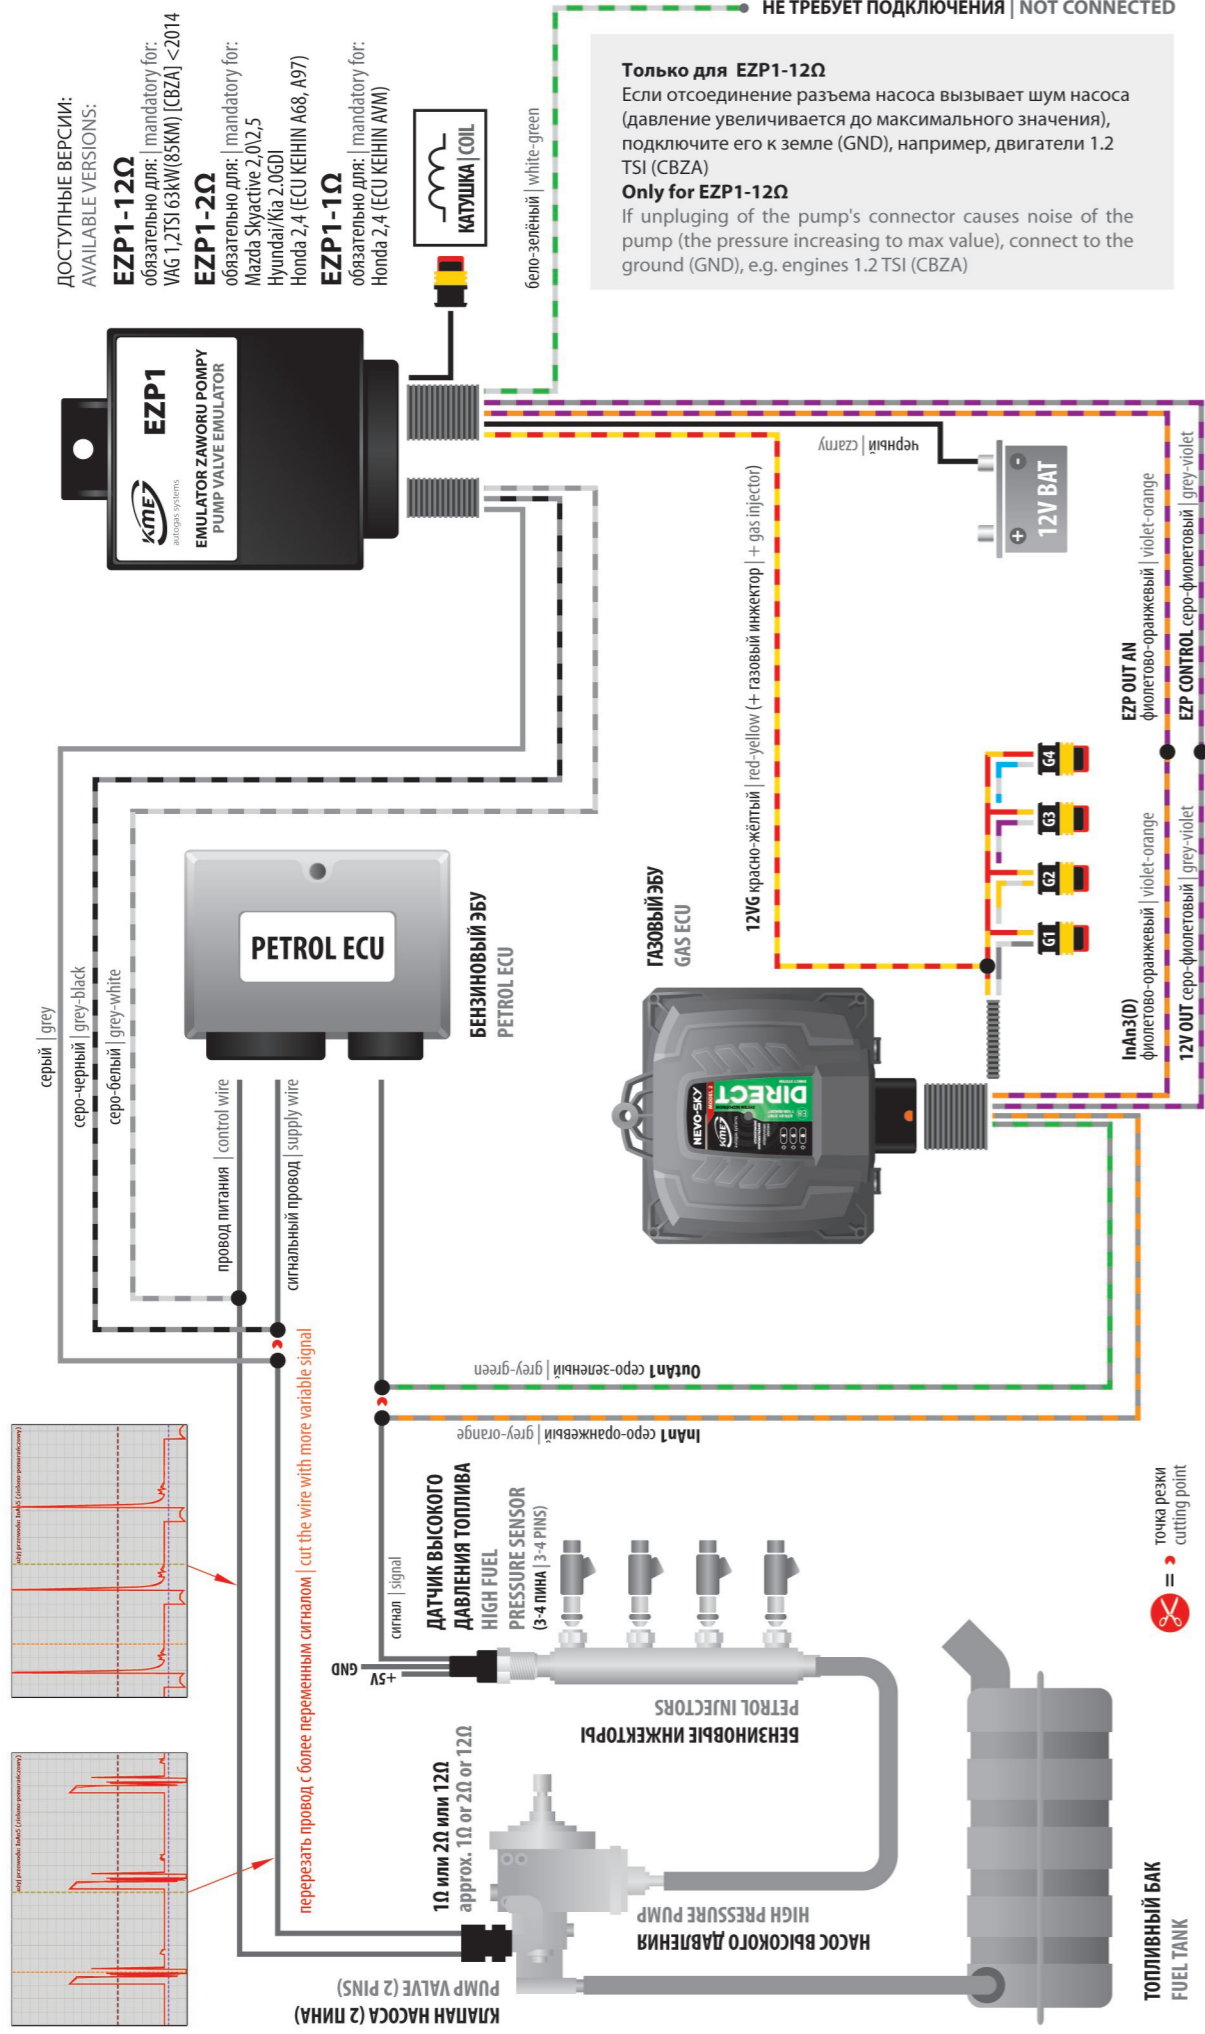 НЕ ТРЕБУЕТ ПОДКЛЮЧЕНИЯ | NOT CONNECTED
Только для EZP1-12Ω
Если отсоединение разъема насоса вызывает шум насоса
(давление увеличивается до максимального значения),
подключите его к земле (GND), например, двигатели 1.2
TSI (CBZA)
Only for EZP1-12Ω
If unpluging of the pump's connector causes noise of the
pump (the pressure increasing to max value), connect to the
ground (GND), e.g. engines 1.2 TSI (CBZA)
ДОСТУПНЫЕ ВЕРСИИ:
AVAILABLE VERSIONS:
EZP1-12Ω
обязательно для: | mandatory for:
VAG 1,2TSI 63kW(85KM) [CBZA] <2014
EZP1-2Ω
обязательно для: | mandatory for:
Mazda Skyactive 2,0\2,5
Hyundai/Kia 2.0GDI
Honda 2,4 (ECU KEIHIN A68, A97)
EZP1-1Ω
обязательно для: | mandatory for:
Honda 2,4 (ECU KEIHIN AVM)
КАТУШКА | COIL
бело-зелёный | white-green
KME
autogas systems
EZP1
EMULATOR ZAWORU POMPY
PUMP VALVE EMULATOR
черный | czarny
12V BAT
+
-
12VG красно-жёлтый | red-yellow (+ газовый инжектор | + gas injector)
EZP OUT AN
фиолетово-оранжевый | violet-orange
EZP CONTROL серо-фиолетовый | grey-violet
InAn3(D)
фиолетово-оранжевый | violet-orange
12V OUT серо-фиолетовый | grey-violet
G1
G2
G3
G4
серый | grey
серо-черный | grey-black
серо-белый | grey-white
PETROL ECU
БЕНЗИНОВЫЙ ЭБУ
PETROL ECU
провод питания | control wire
сигнальный провод | supply wire
ГАЗОВЫЙ ЭБУ
GAS ECU
NEVO-SKY
DIRECT
KME
перерезать провод с более переменным сигналом | cut the wire with more variable signal
OutAn1 серо-зеленый | grey-green
InAn1 серо-оранжевый | grey-orange
сигнал | signal
GND
+5V
ДАТЧИК ВЫСОКОГО
ДАВЛЕНИЯ ТОПЛИВА
HIGH FUEL
PRESSURE SENSOR
(3-4 ПИНА | 3-4 PINS)
БЕНЗИНОВЫЕ ИНЖЕКТОРЫ
PETROL INJECTORS
1Ω или 2Ω или 12Ω
approx. 1Ω or 2Ω or 12Ω
НАСОС ВЫСОКОГО ДАВЛЕНИЯ
HIGH PRESSURE PUMP
КЛАПАН НАСОСА (2 ПИНА)
PUMP VALVE (2 PINS)
ТОПЛИВНЫЙ БАК
FUEL TANK
= точка резки
cutting point